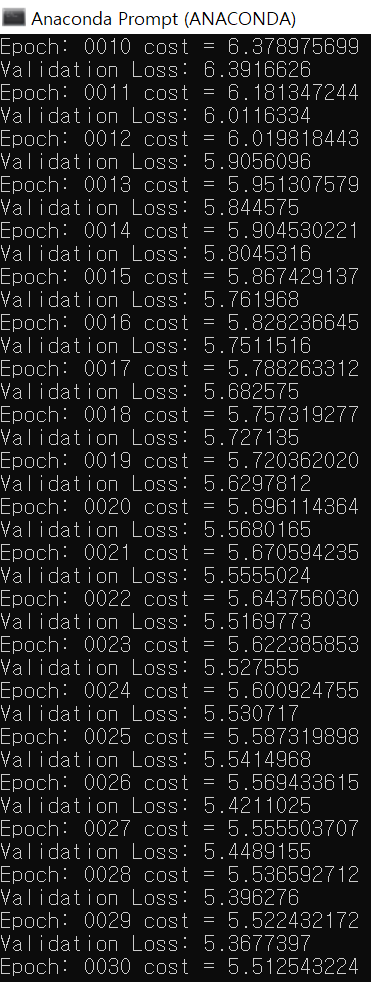 Anaconda Prompt (ANACONDA)
Epoch: 0010 cost = 6.378975699
Validation Loss: 6.3916626
Epoch: 0011 cost = 6.181347244
Validation Loss: 6.0116334
Epoch: 0012 cost = 6.019818443
Validation Loss: 5.9056096
Epoch: 0013 cost = 5.951307579
Validation Loss: 5.844575
Epoch: 0014 cost = 5.904530221
Validation Loss: 5.8045316
Epoch: 0015 cost = 5.867429137
Validation Loss: 5.761968
Epoch: 0016 cost = 5.828236645
Validation Loss: 5.7511516
Epoch: 0017 cost = 5.788263312
Validation Loss: 5.682575
Epoch: 0018 cost = 5.757319277
Validation Loss: 5.727135
Epoch: 0019 cost = 5.720362020
Validation Loss: 5.6297812
Epoch: 0020 cost = 5.696114364
Validation Loss: 5.5680165
Epoch: 0021 cost = 5.670594235
Validation Loss: 5.5555024
Epoch: 0022 cost = 5.643756030
Validation Loss: 5.5169773
Epoch: 0023 cost = 5.622385853
Validation Loss: 5.527555
Epoch: 0024 cost = 5.600924755
Validation Loss: 5.530717
Epoch: 0025 cost = 5.587319898
Validation Loss: 5.5414968
Epoch: 0026 cost = 5.569433615
Validation Loss: 5.4211025
Epoch: 0027 cost = 5.555503707
Validation Loss: 5.4489155
Epoch: 0028 cost = 5.536592712
Validation Loss: 5.396276
Epoch: 0029 cost = 5.522432172
Validation Loss: 5.3677397
Epoch: 0030 cost = 5.512543224